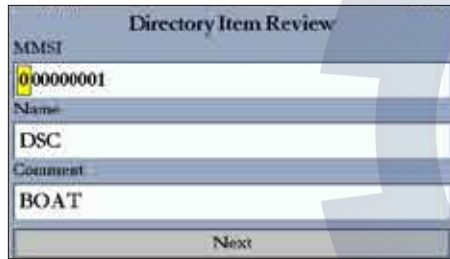 Directory Item Review
MMSI
000000001
Name
DSC
Comment
BOAT
Next